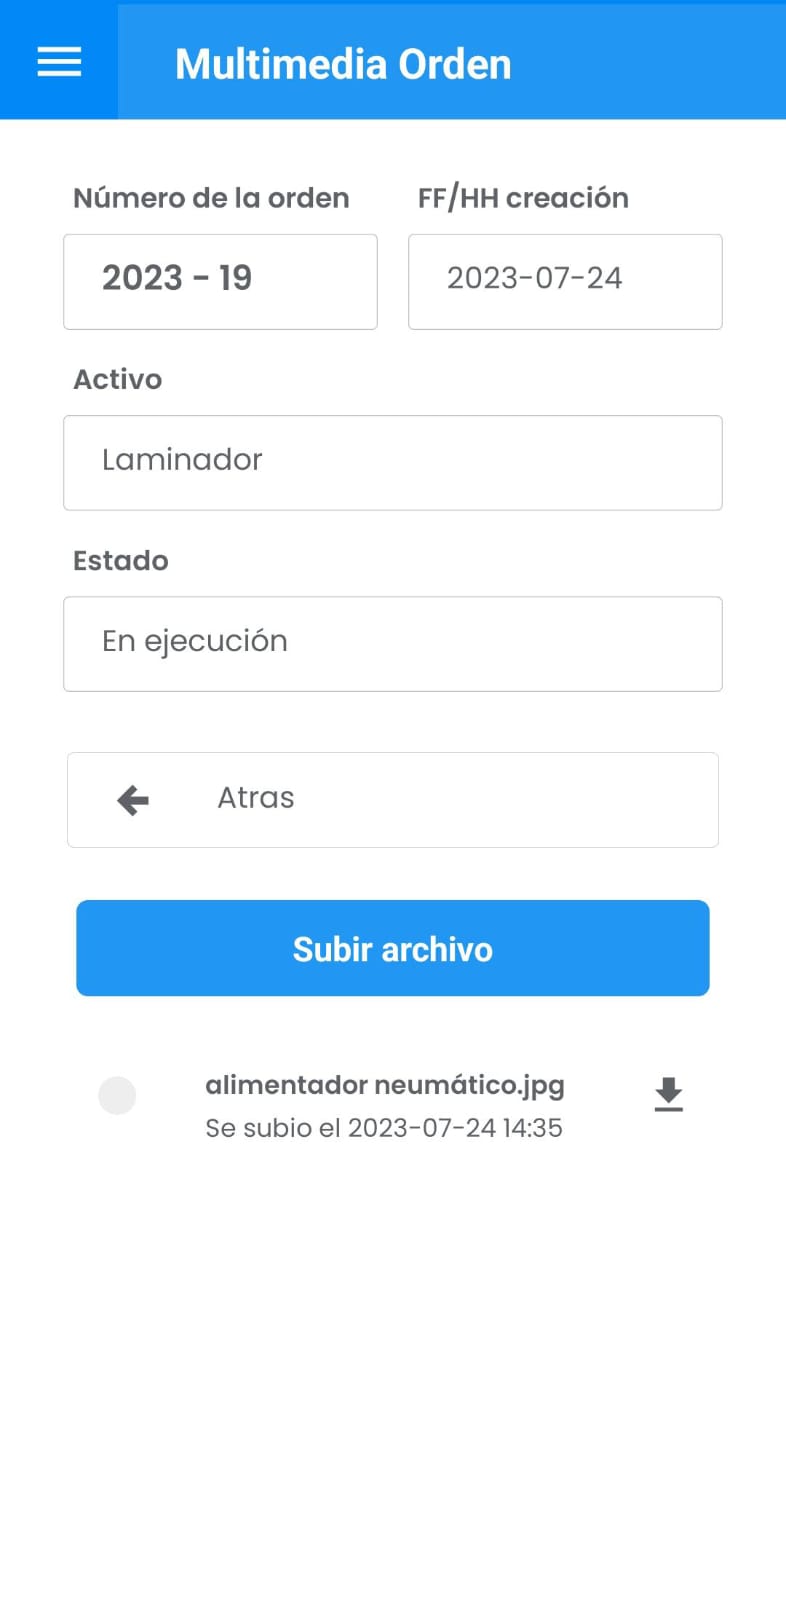 Multimedia Orden
Número de la orden
FF/HH creación
2023 - 19
2023-07-24
Activo
Laminador
Estado
En ejecución
Atras
Subir archivo
alimentador neumático.jpg
Se subio el 2023-07-24 14:35